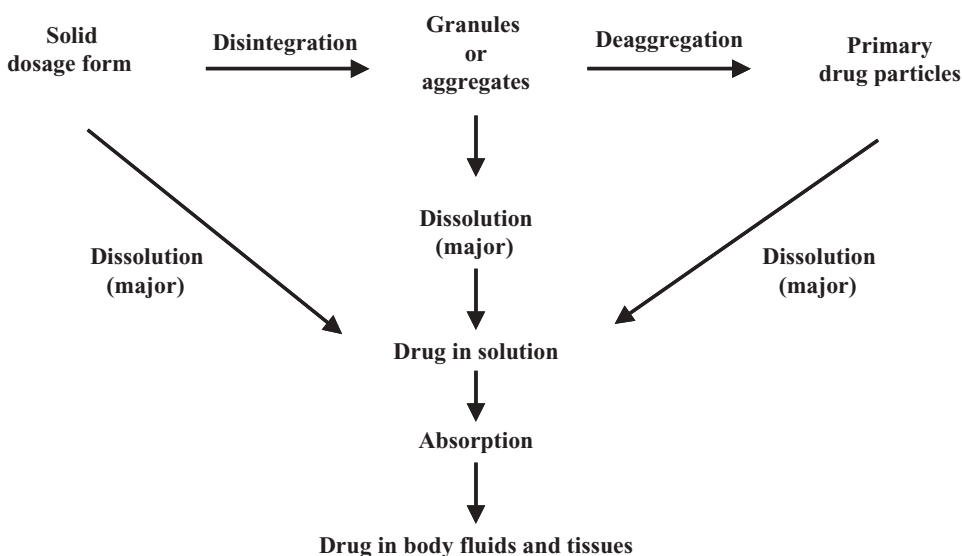 Solid
dosage form
Disintegration
Granules
or
aggregates
Deaggregation
Primary
drug particles
Dissolution
(major)
Dissolution
(major)
Dissolution
(major)
Drug in solution
Absorption
Drug in body fluids and tissues